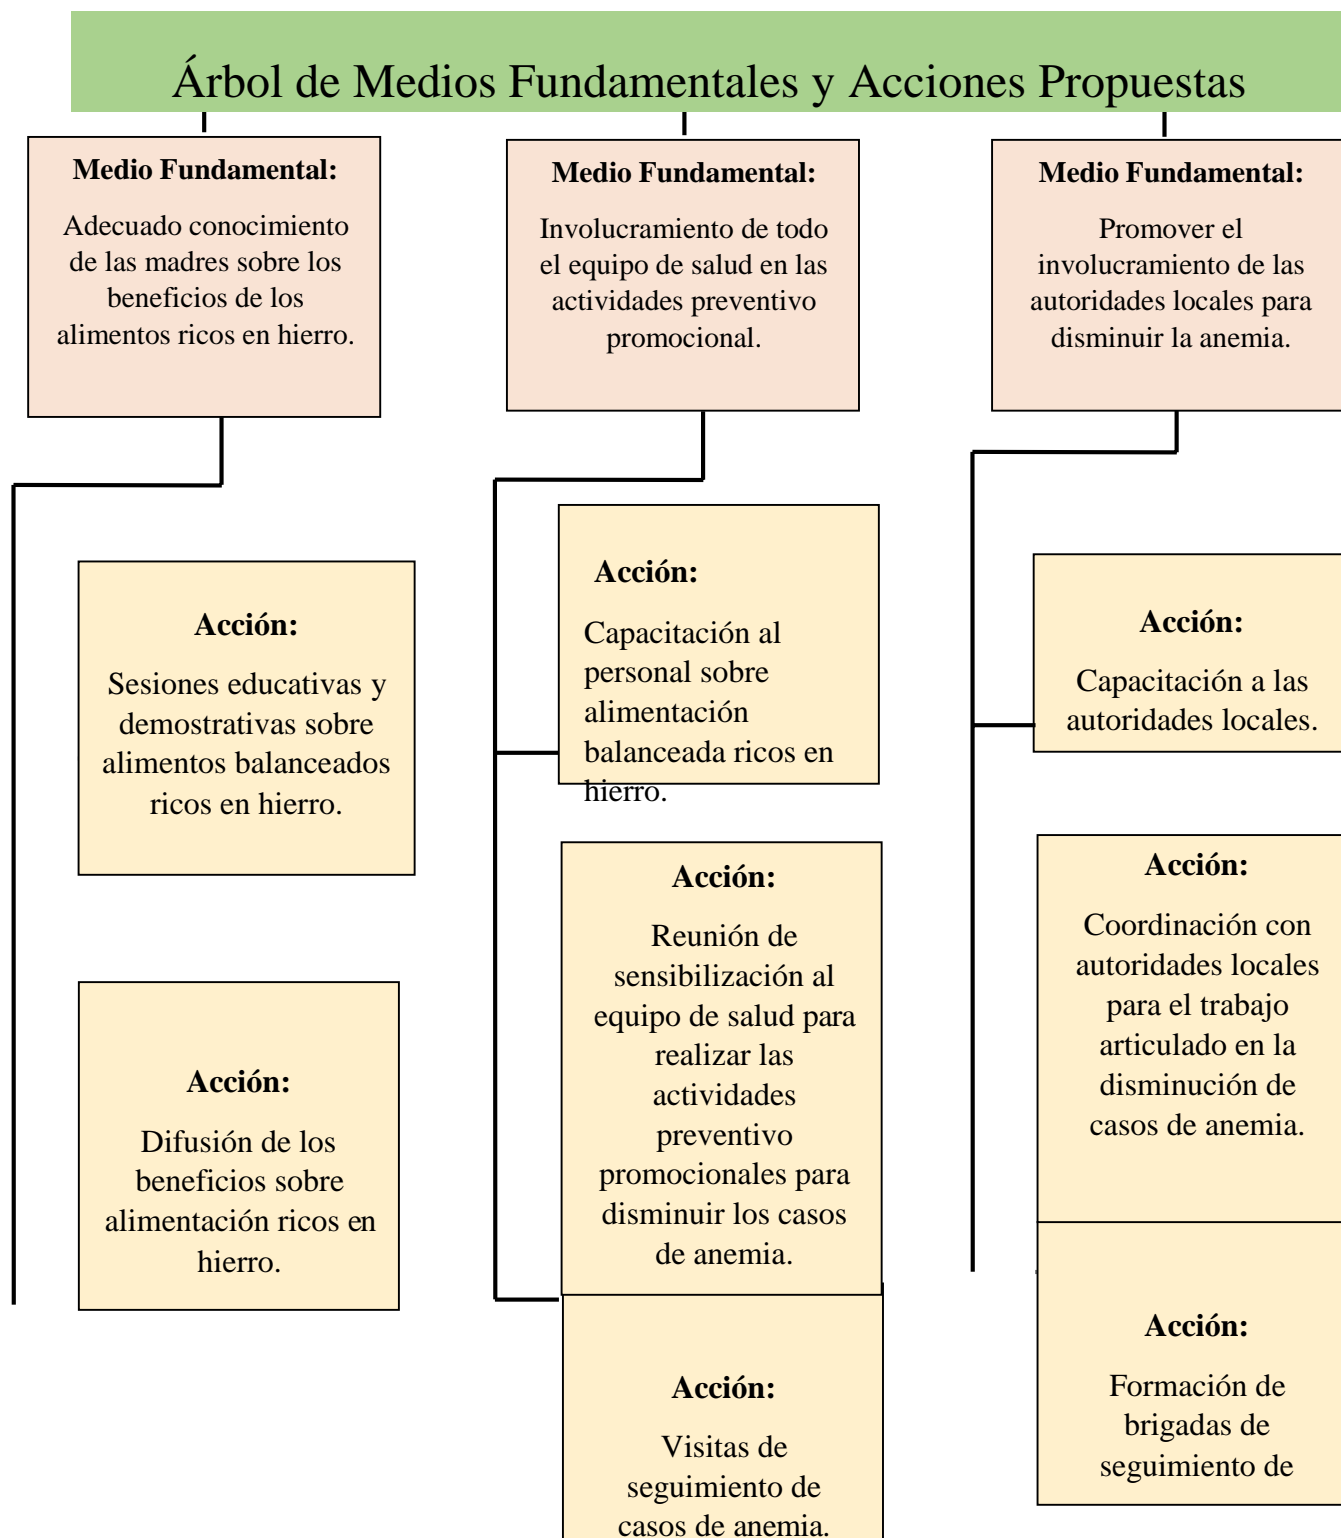 Árbol de Medios Fundamentales y Acciones Propuestas
Medio Fundamental:
Adecuado conocimiento
de las madres sobre los
beneficios de los
alimentos ricos en hierro.
Acción:
Sesiones educativas y
demostrativas sobre
alimentos balanceados
ricos en hierro.
Acción:
Difusión de los
beneficios sobre
alimentación ricos en
hierro.
Medio Fundamental:
Involucramiento de todo
el equipo de salud en las
actividades preventivo
promocional.
Acción:
Capacitación al
personal sobre
alimentación
balanceada ricos en
hierro.
Acción:
Reunión de
sensibilización al
equipo de salud para
realizar las
actividades
preventivo
promocionales para
disminuir los casos
de anemia.
Acción:
Visitas de
seguimiento de
casos de anemia.
Medio Fundamental:
Promover el
involucramiento de las
autoridades locales para
disminuir la anemia.
Acción:
Capacitación a las
autoridades locales.
Acción:
Coordinación con
autoridades locales
para el trabajo
articulado en la
disminución de
casos de anemia.
Acción:
Formación de
brigadas de
seguimiento de